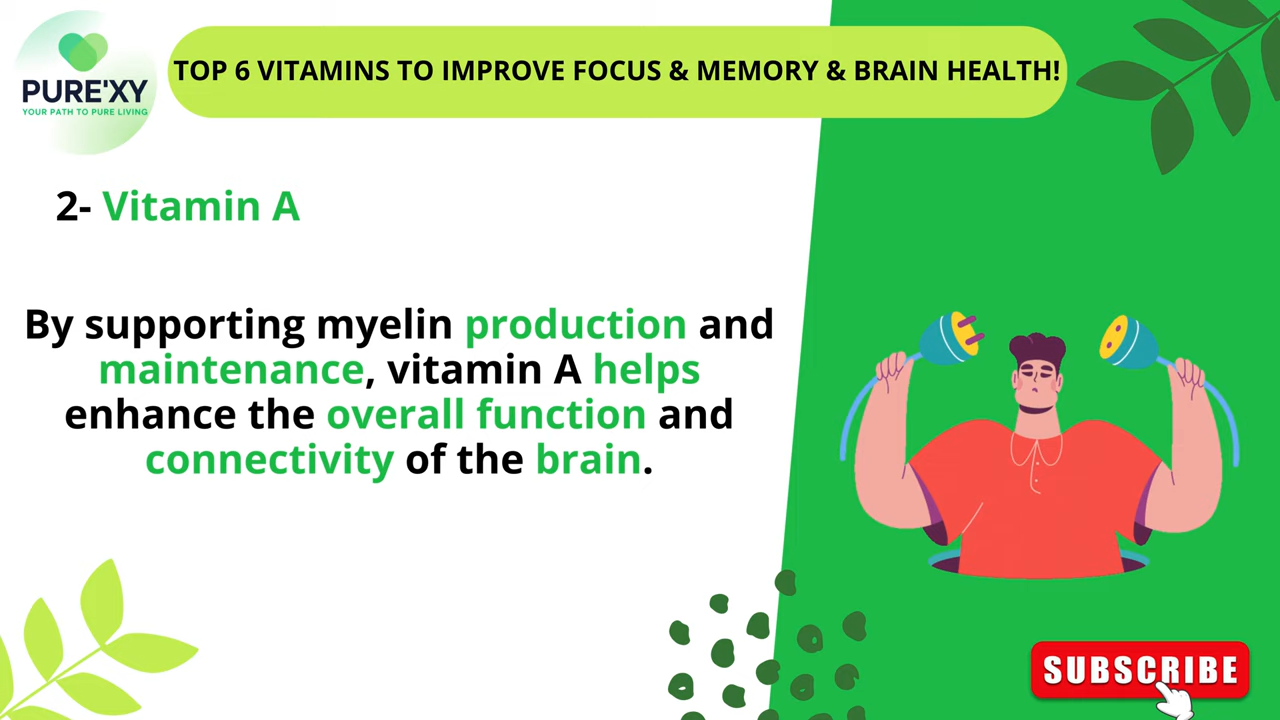 PURE'XY
YOUR PATH TO PURE LIVING
TOP 6 VITAMINS TO IMPROVE FOCUS & MEMORY & BRAIN HEALTH!
2- Vitamin A
By supporting myelin production and
maintenance, vitamin A helps
enhance the overall function and
connectivity of the brain.
SUBSCRIBE